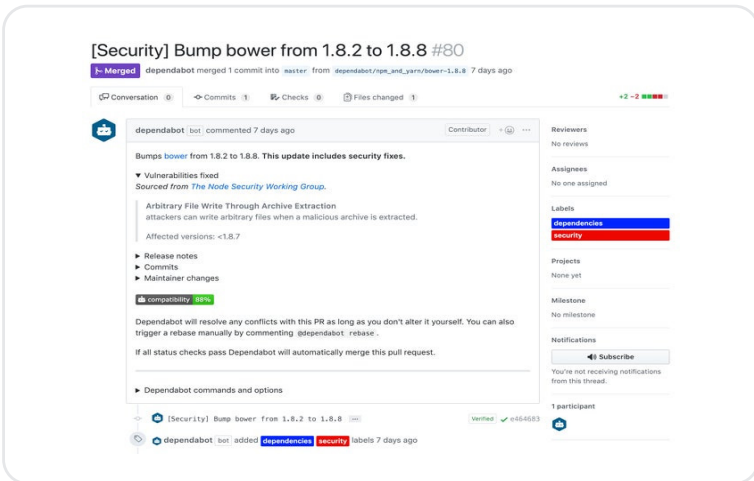 [Security] Bump bower from 1.8.2 to 1.8.8 #80
Merged dependabot merged 1 commit into master from dependabot/npm_and_yarn/bower-1.8.8 7 days ago
Conversation 0 Commits 1 Checks 0 Files changed 1 +2 −2
dependabot bot commented 7 days ago Contributor
Bumps bower from 1.8.2 to 1.8.8. This update includes security fixes.
▼ Vulnerabilities fixed
Sourced from The Node Security Working Group.
Arbitrary File Write Through Archive Extraction
attackers can write arbitrary files when a malicious archive is extracted.
Affected versions: <1.8.7
► Release notes
► Commits
► Maintainer changes
compatibility 98%
Dependabot will resolve any conflicts with this PR as long as you don't alter it yourself. You can also
trigger a rebase manually by commenting @dependabot rebase.
If all status checks pass Dependabot will automatically merge this pull request.
► Dependabot commands and options
[Security] Bump bower from 1.8.2 to 1.8.8 ... Verified ✓ e464683
dependabot bot added dependencies security labels 7 days ago
Reviewers
No reviews
Assignees
No one assigned
Labels
dependencies
security
Projects
None yet
Milestone
No milestone
Notifications
Subscribe
You're not receiving notifications
from this thread.
1 participant